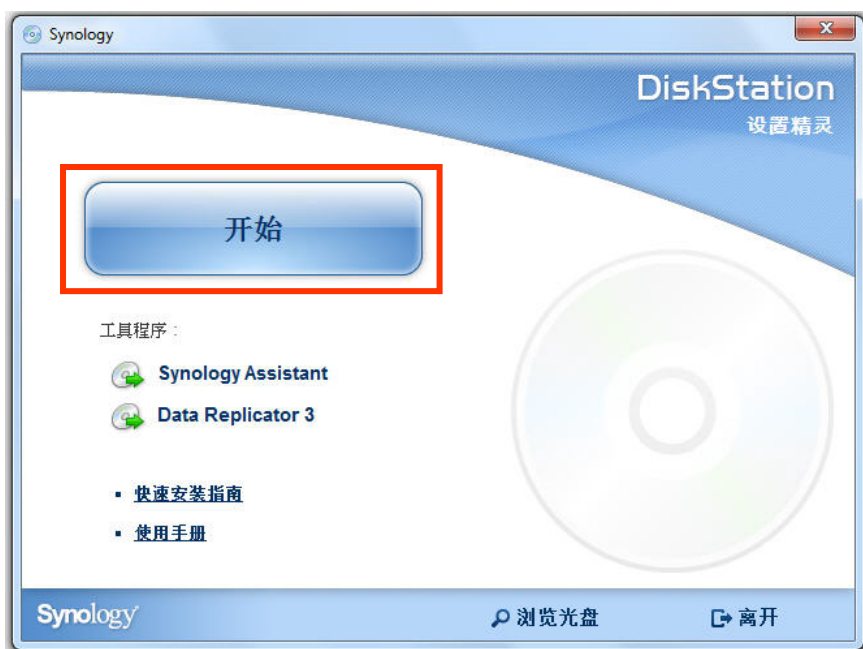 Synology
DiskStation
设置精灵
开始
工具程序：
Synology Assistant
Data Replicator 3
快速安装指南
使用手册
Synology
浏览光盘
离开